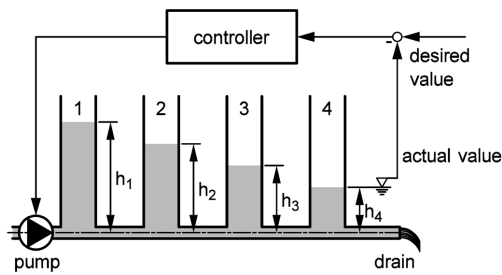 controller
desired
value
1
2
3
4
actual value
h1
h2
h3
h4
pump
drain